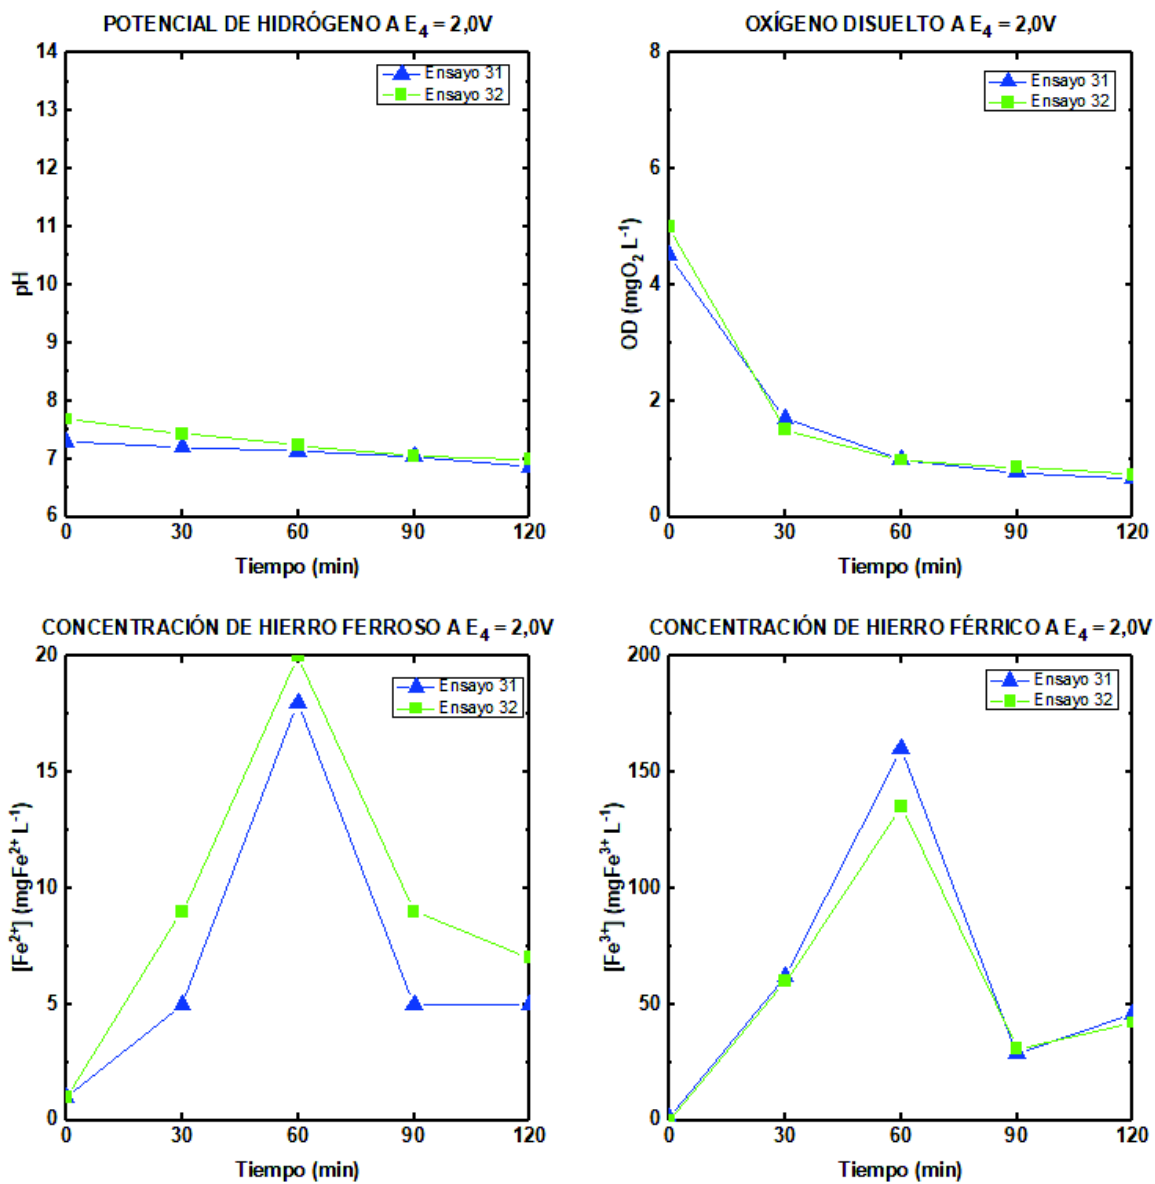 POTENCIAL DE HIDRÓGENO A E4 = 2,0V
14
13
12
11
10
9
8
7
6
pH
0 30 60 90 120
Tiempo (min)
Ensayo 31
Ensayo 32
OXÍGENO DISUELTO A E4 = 2,0V
8
6
4
2
0
OD (mgO2 L-1)
0 30 60 90 120
Tiempo (min)
Ensayo 31
Ensayo 32
CONCENTRACIÓN DE HIERRO FERROSO A E4 = 2,0V
20
15
10
5
0
[Fe2+] (mgFe2+ L-1)
0 30 60 90 120
Tiempo (min)
Ensayo 31
Ensayo 32
CONCENTRACIÓN DE HIERRO FÉRRICO A E4 = 2,0V
200
150
100
50
0
[Fe3+] (mgFe3+ L-1)
0 30 60 90 120
Tiempo (min)
Ensayo 31
Ensayo 32